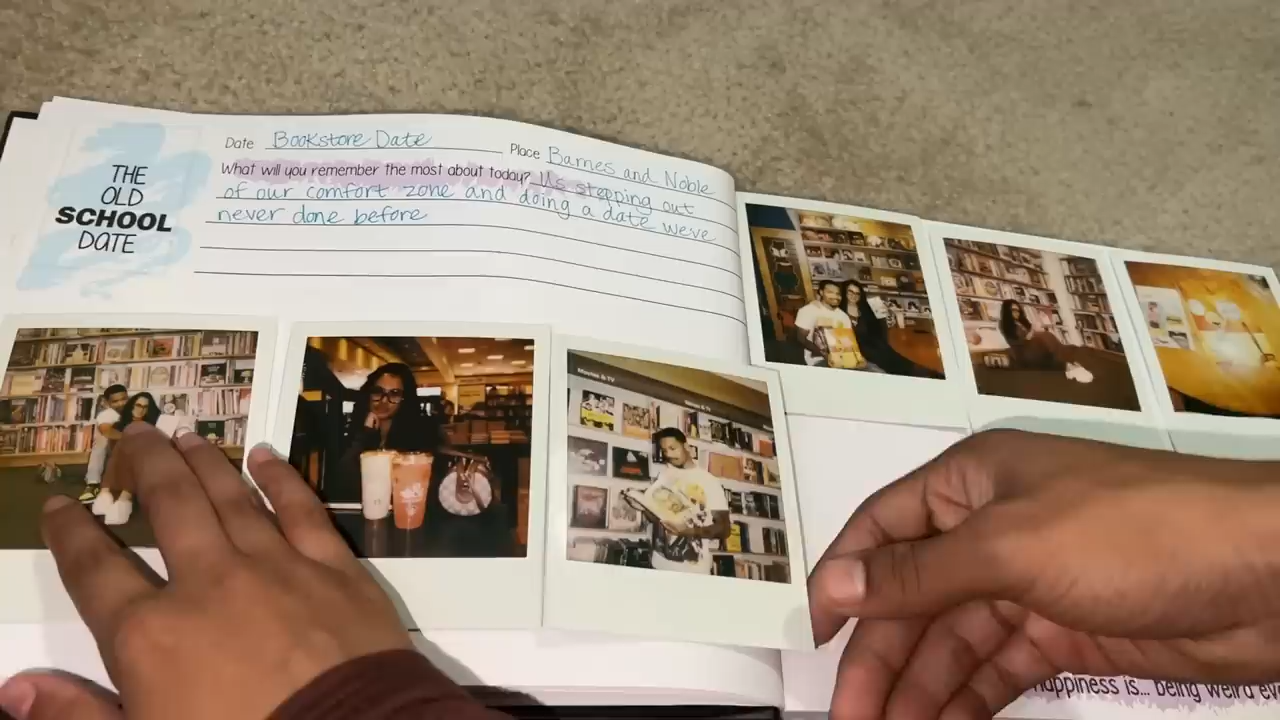 THE
OLD
SCHOOL
DATE
Date Bookstore Date Place Barnes and Noble
What will you remember the most about today? Us stepping out
of our comfort zone and doing a date we've
never done before
Movies & TV
happiness is... being weird